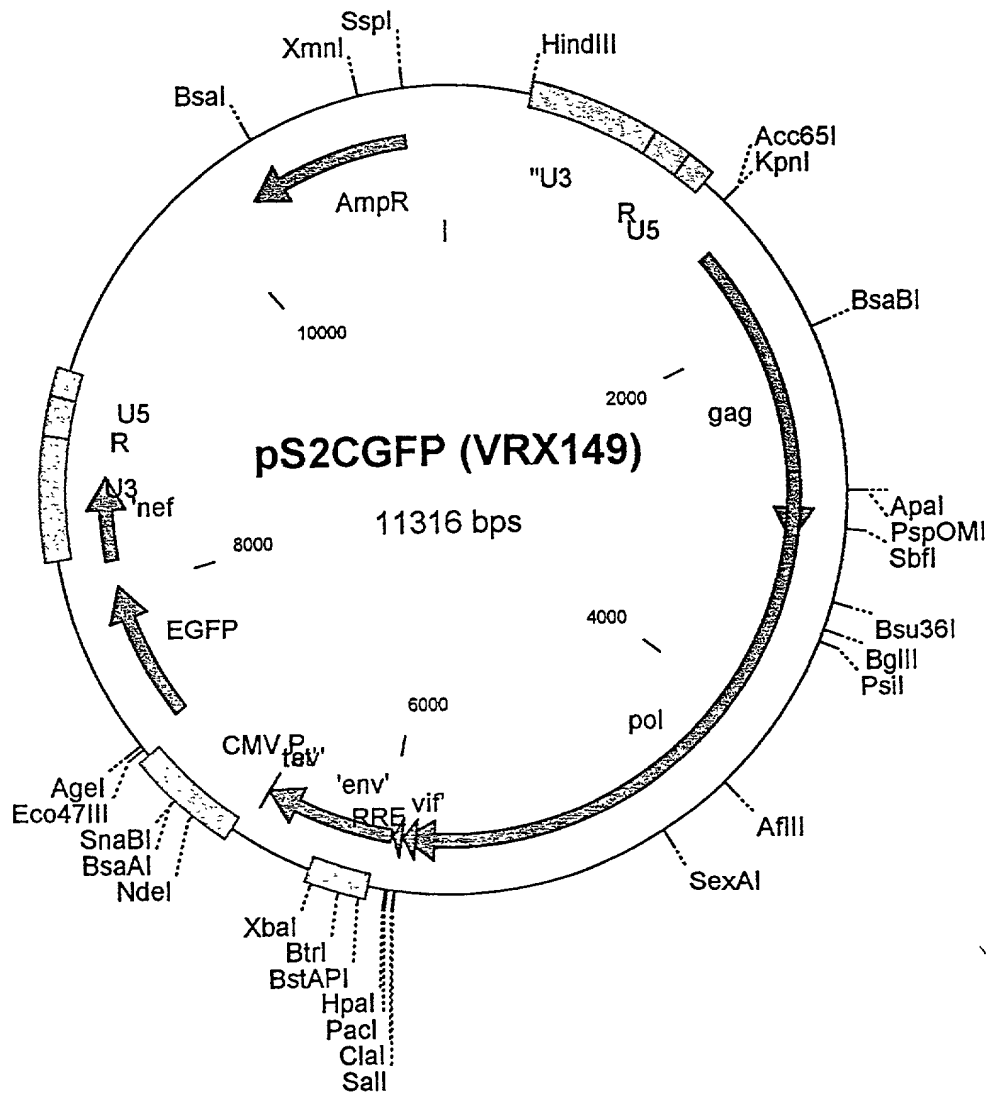 SspI
HindIII
XmnI
BsaI
Acc65I
KpnI
AmpR
"U3
R
U5
BsaBI
10000
2000
gag
U5
R
pS2CGFP (VRX149)
U3
'nef
11316 bps
ApaI
PspOMI
SbfI
8000
4000
EGFP
Bsu36I
BglII
PsiI
6000
pol
CMV P
'env'
RRE
vif'
AgeI
Eco47III
SnaBI
BsaAI
NdeI
AflII
SexAI
XbaI
BtrI
BstAPI
HpaI
PacI
ClaI
SalI